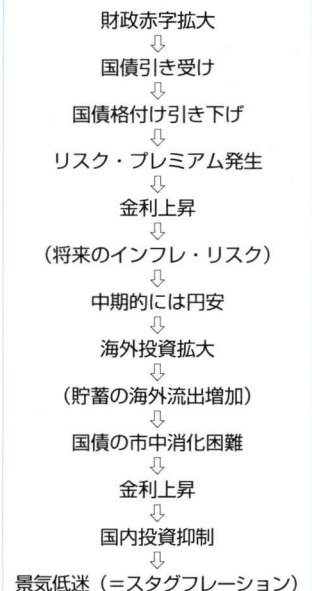 財政赤字拡大
⇩
国債引き受け
⇩
国債格付け引き下げ
⇩
リスク・プレミアム発生
⇩
金利上昇
⇩
（将来のインフレ・リスク）
⇩
中期的には円安
⇩
海外投資拡大
⇩
（貯蓄の海外流出増加）
⇩
国債の市中消化困難
⇩
金利上昇
⇩
国内投資抑制
⇩
景気低迷（＝スタグフレーション）